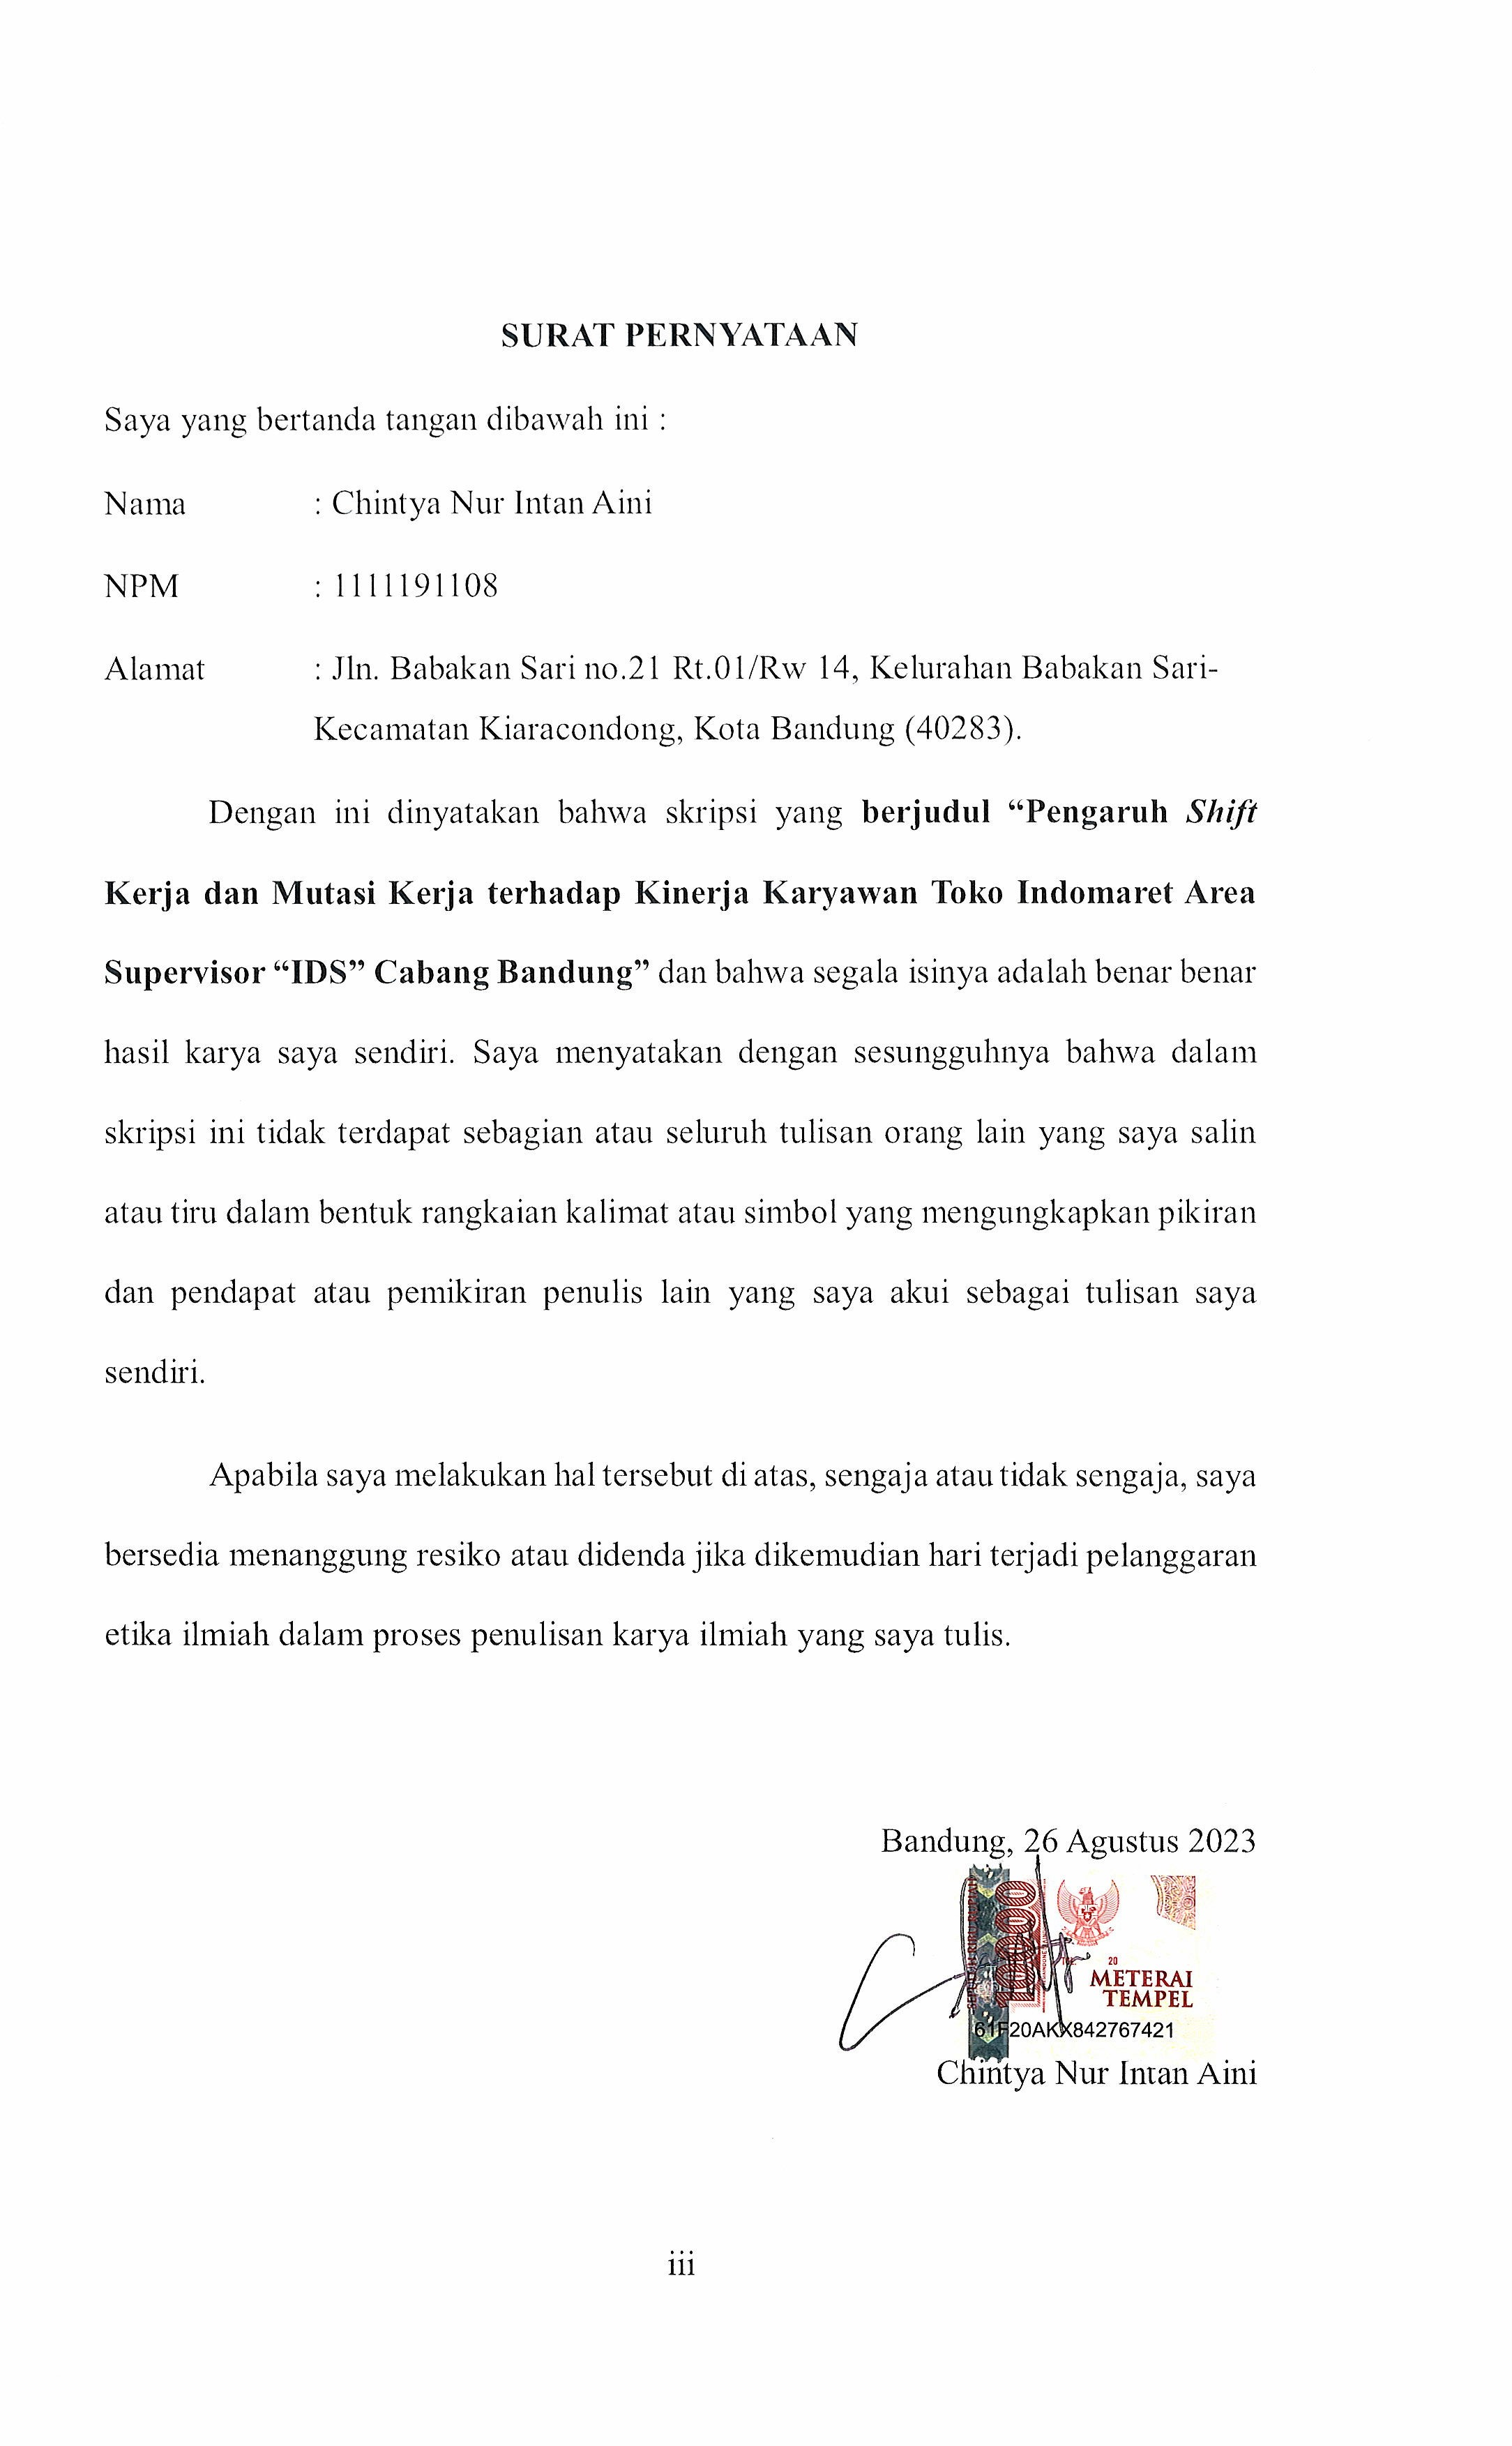 SURAT PERNYATAAN
Saya yang bertanda tangan dibawah ini :
Nama : Chintya Nur Intan Aini
NPM : 1111191108
Alamat : Jln. Babakan Sari no.21 Rt.01/Rw 14, Kelurahan Babakan Sari-
Kecamatan Kiaracondong, Kota Bandung (40283).
Dengan ini dinyatakan bahwa skripsi yang berjudul “Pengaruh Shift
Kerja dan Mutasi Kerja terhadap Kinerja Karyawan Toko Indomaret Area
Supervisor “IDS” Cabang Bandung” dan bahwa segala isinya adalah benar benar
hasil karya saya sendiri. Saya menyatakan dengan sesungguhnya bahwa dalam
skripsi ini tidak terdapat sebagian atau seluruh tulisan orang lain yang saya salin
atau tiru dalam bentuk rangkaian kalimat atau simbol yang mengungkapkan pikiran
dan pendapat atau pemikiran penulis lain yang saya akui sebagai tulisan saya
sendiri.
Apabila saya melakukan hal tersebut di atas, sengaja atau tidak sengaja, saya
bersedia menanggung resiko atau didenda jika dikemudian hari terjadi pelanggaran
etika ilmiah dalam proses penulisan karya ilmiah yang saya tulis.
Bandung, 26 Agustus 2023
10000
20
METERAI
TEMPEL
61F20AKX842767421
Chintya Nur Intan Aini
iii